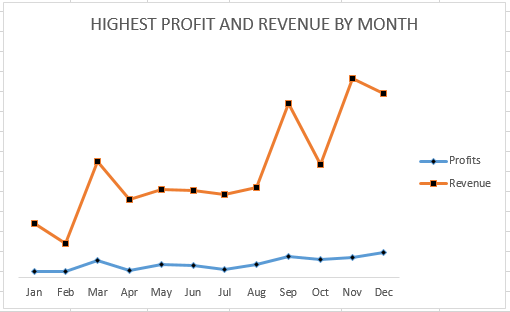 HIGHEST PROFIT AND REVENUE BY MONTH
Profits
Revenue
Jan Feb Mar Apr May Jun Jul Aug Sep Oct Nov Dec